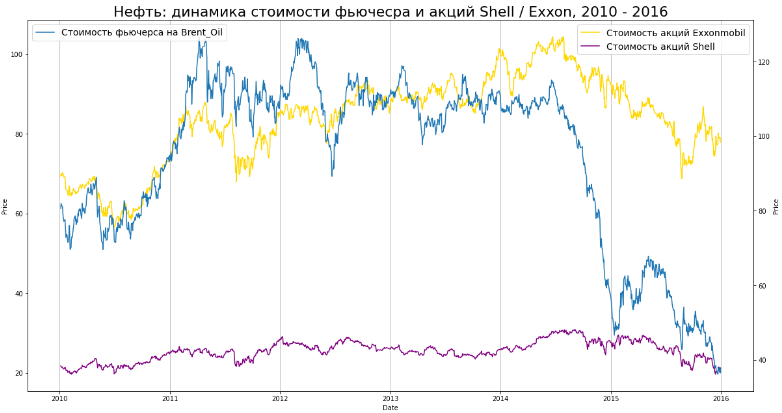 Нефть: динамика стоимости фьючесра и акций Shell / Exxon, 2010 - 2016
Стоимость фьючерса на Brent_Oil
Стоимость акций Exxonmobil
Стоимость акций Shell
100
80
60
40
20
Price
120
100
80
60
40
Price
2010 2011 2012 2013 2014 2015 2016
Date